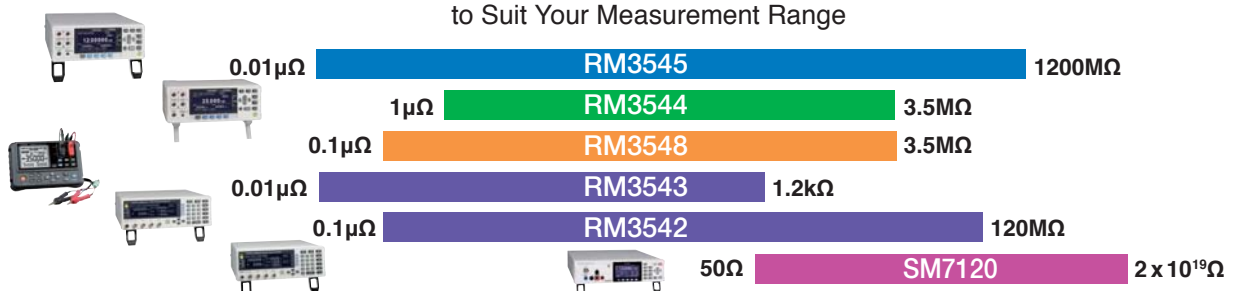 to Suit Your Measurement Range
0.01µΩ RM3545 1200MΩ
1µΩ RM3544 3.5MΩ
0.1µΩ RM3548 3.5MΩ
0.01µΩ RM3543 1.2kΩ
0.1µΩ RM3542 120MΩ
50Ω SM7120 2 x 10¹⁹Ω